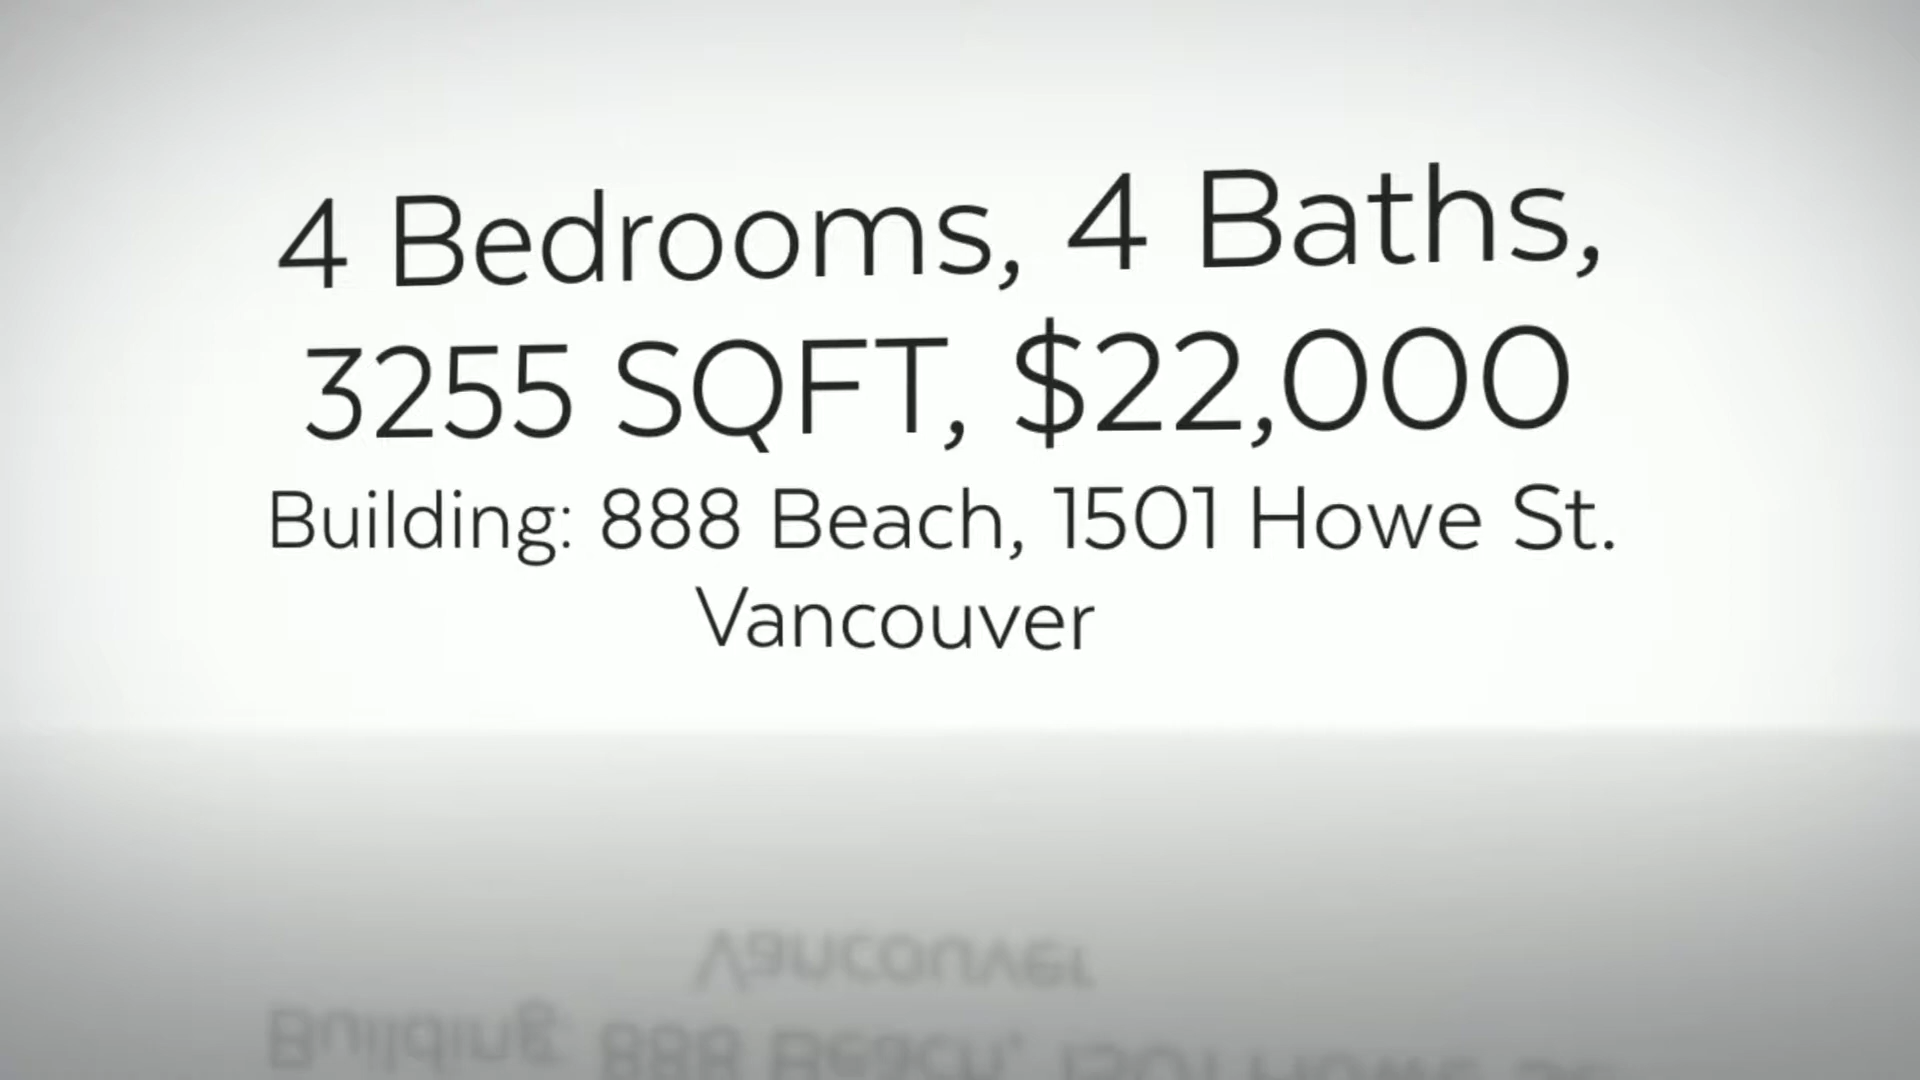 4 Bedrooms, 4 Baths,
3255 SQFT, $22,000
Building: 888 Beach, 1501 Howe St.
Vancouver